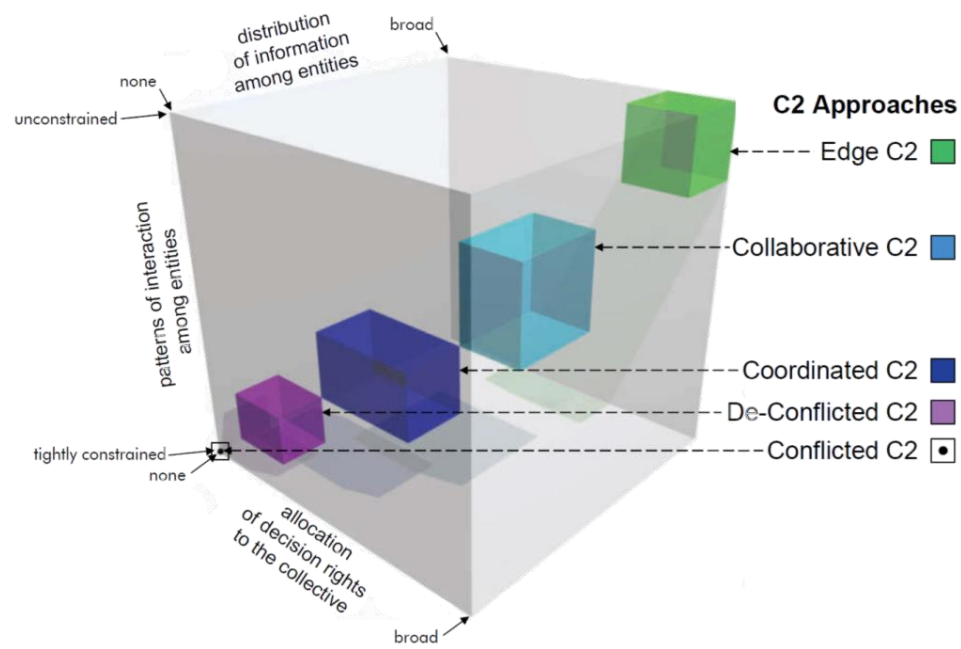 distribution
of information
among entities
broad
none
unconstrained
C2 Approaches
Edge C2
Collaborative C2
patterns of interaction
among entities
Coordinated C2
De-Conflicted C2
Conflicted C2
tightly constrained
none
allocation
of decision rights
to the collective
broad